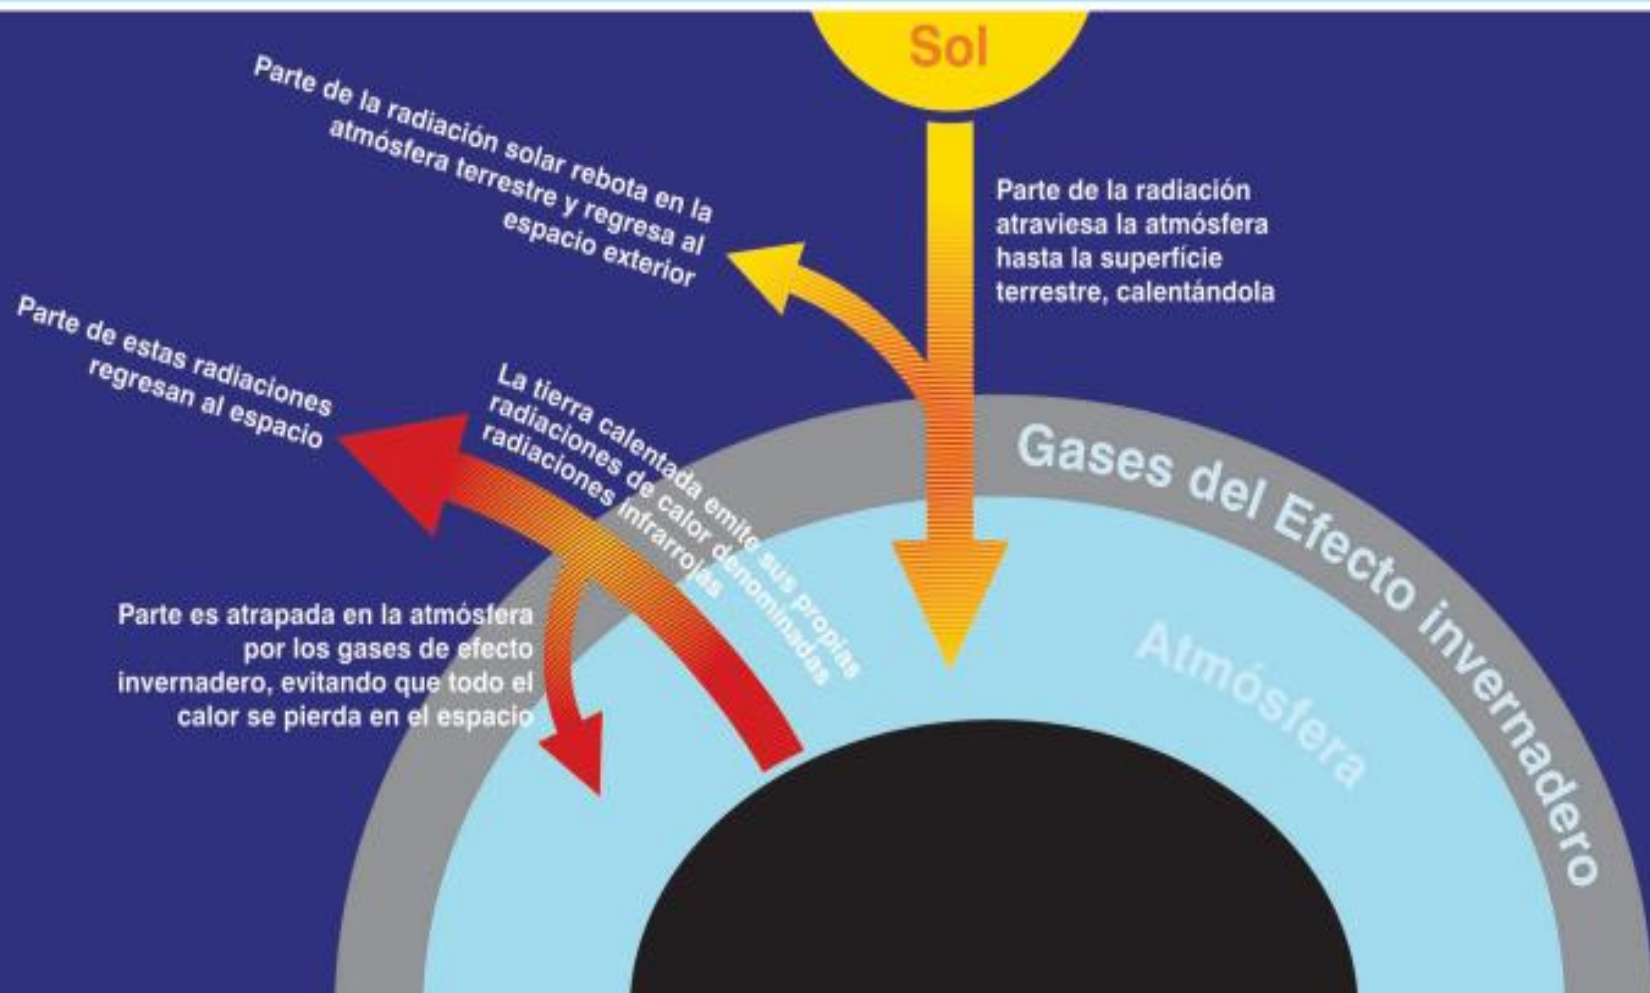 Sol
Parte de la radiación solar rebota en la
atmósfera terrestre y regresa al
espacio exterior
Parte de la radiación
atraviesa la atmósfera
hasta la superfície
terrestre, calentándola
Parte de estas radiaciones
regresan al espacio
La tierra calentada emite sus propias
radiaciones de calor denominadas
radiaciones infrarrojas
Gases del Efecto invernadero
Atmósfera
Parte es atrapada en la atmósfera
por los gases de efecto
invernadero, evitando que todo el
calor se pierda en el espacio